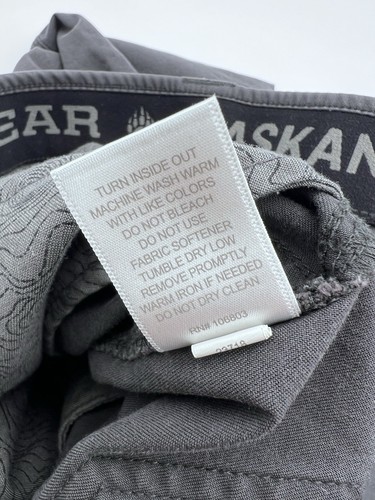 EAR
ASKAN
TURN INSIDE OUT
MACHINE WASH WARM
WITH LIKE COLORS
DO NOT BLEACH
DO NOT USE
FABRIC SOFTENER
TUMBLE DRY LOW
REMOVE PROMPTLY
WARM IRON IF NEEDED
DO NOT DRY CLEAN
RN# 106803